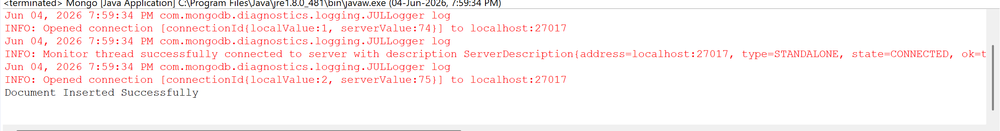 <terminated> Mongo [Java Application] C:\Program Files\Java\jre1.8.0_481\bin\javaw.exe (04-Jun-2026, 7:59:34 PM)
Jun 04, 2026 7:59:34 PM com.mongodb.diagnostics.logging.JULLogger log
INFO: Opened connection [connectionId{localValue:1, serverValue:74}] to localhost:27017
Jun 04, 2026 7:59:34 PM com.mongodb.diagnostics.logging.JULLogger log
INFO: Monitor thread successfully connected to server with description ServerDescription{address=localhost:27017, type=STANDALONE, state=CONNECTED, ok=t
Jun 04, 2026 7:59:34 PM com.mongodb.diagnostics.logging.JULLogger log
INFO: Opened connection [connectionId{localValue:2, serverValue:75}] to localhost:27017
Document Inserted Successfully